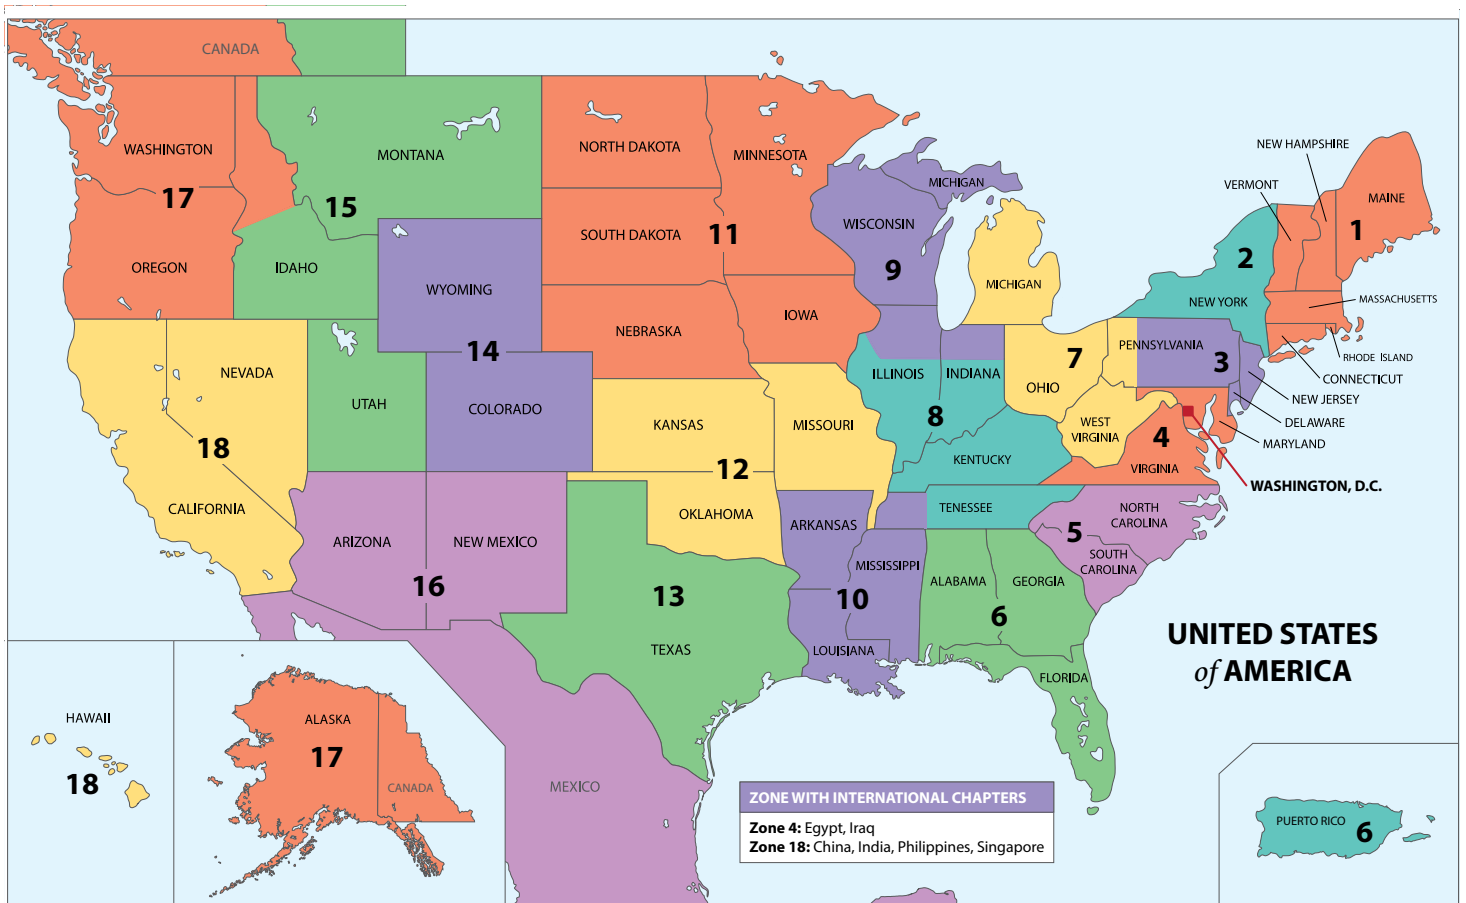 CANADA
WASHINGTON
17
OREGON
MONTANA
15
IDAHO
NORTH DAKOTA
MINNESOTA
SOUTH DAKOTA
11
NEBRASKA
IOWA
WYOMING
14
COLORADO
UTAH
NEVADA
18
CALIFORNIA
ARIZONA
NEW MEXICO
16
KANSAS
MISSOURI
12
OKLAHOMA
13
TEXAS
MICHIGAN
WISCONSIN
9
MICHIGAN
ILLINOIS
INDIANA
8
KENTUCKY
TENESSEE
ARKANSAS
MISSISSIPPI
10
LOUISIANA
ALABAMA
GEORGIA
6
FLORIDA
7
OHIO
WEST
VIRGINIA
4
VIRGINIA
5
NORTH
CAROLINA
SOUTH
CAROLINA
PENNSYLVANIA
3
2
NEW YORK
NEW HAMPSHIRE
VERMONT
MAINE
1
MASSACHUSETTS
RHODE ISLAND
CONNECTICUT
NEW JERSEY
DELAWARE
MARYLAND
WASHINGTON, D.C.
UNITED STATES
of AMERICA
HAWAII
18
ALASKA
17
CANADA
MEXICO
ZONE WITH INTERNATIONAL CHAPTERS
Zone 4: Egypt, Iraq
Zone 18: China, India, Philippines, Singapore
PUERTO RICO
6